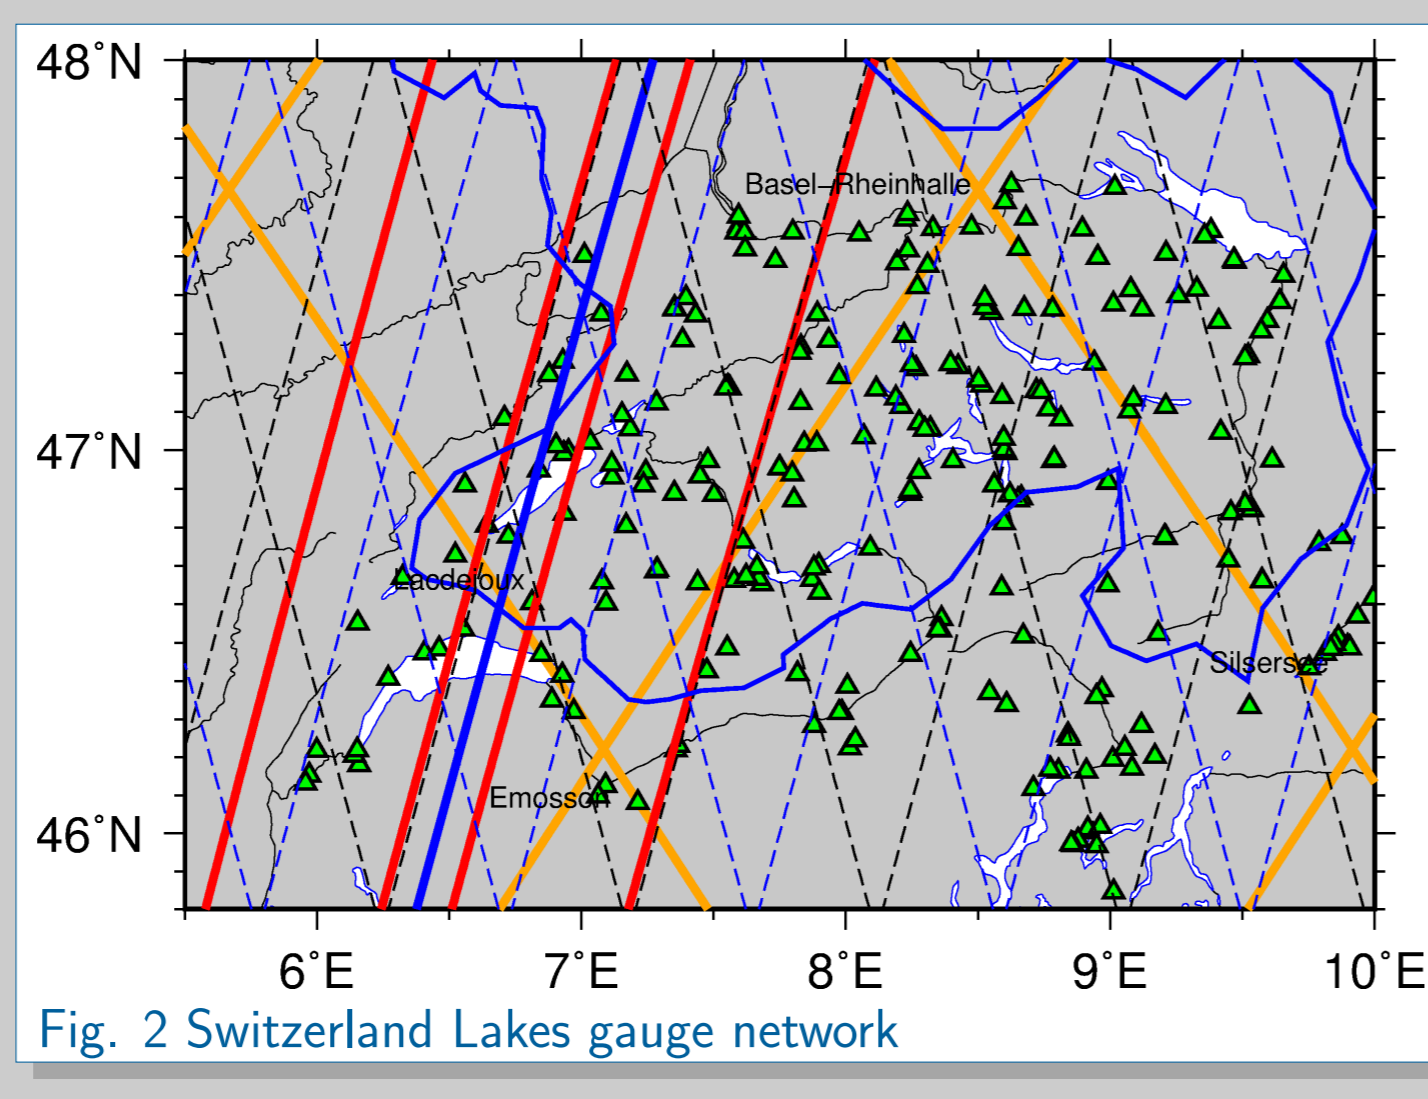 48°N
Basel–Rheinhalle
47°N
Lacdejoux
Silsersee
Emosson
46°N
6°E 7°E 8°E 9°E 10°E
Fig. 2 Switzerland Lakes gauge network